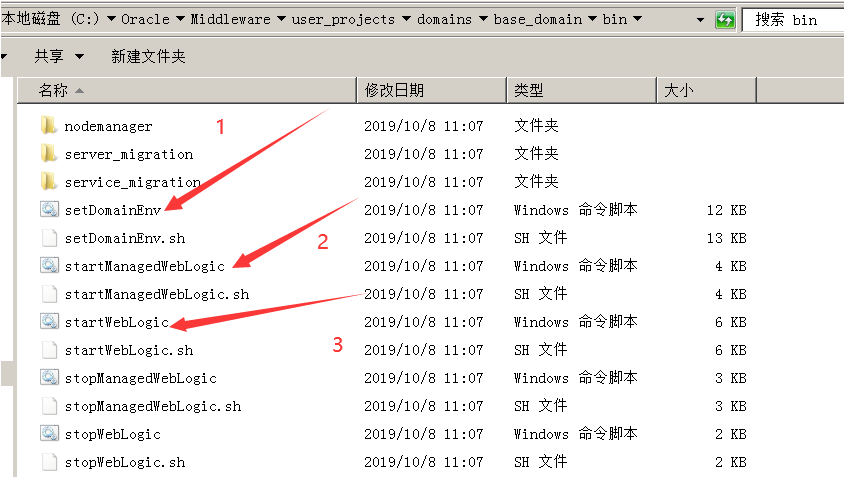 本地磁盘 (C:) Oracle Middleware user_projects domains base_domain bin 搜索 bin
共享 新建文件夹
名称 修改日期 类型 大小
nodemanager 2019/10/8 11:07 文件夹
1
server_migration 2019/10/8 11:07 文件夹
service_migration 2019/10/8 11:07 文件夹
setDomainEnv 2019/10/8 11:07 Windows 命令脚本 12 KB
setDomainEnv.sh 2019/10/8 11:07 SH 文件 13 KB
2
startManagedWebLogic 2019/10/8 11:07 Windows 命令脚本 4 KB
startManagedWebLogic.sh 2019/10/8 11:07 SH 文件 4 KB
startWebLogic 2019/10/8 11:07 Windows 命令脚本 6 KB
3
startWebLogic.sh 2019/10/8 11:07 SH 文件 6 KB
stopManagedWebLogic 2019/10/8 11:07 Windows 命令脚本 3 KB
stopManagedWebLogic.sh 2019/10/8 11:07 SH 文件 3 KB
stopWebLogic 2019/10/8 11:07 Windows 命令脚本 2 KB
stopWebLogic.sh 2019/10/8 11:07 SH 文件 2 KB